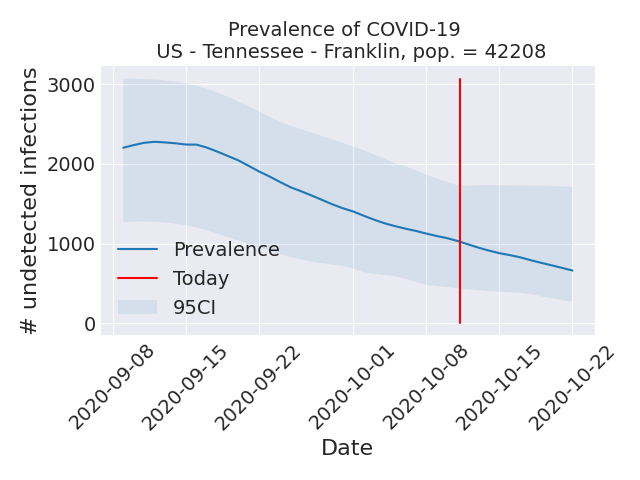 Prevalence of COVID-19
US - Tennessee - Franklin, pop. = 42208
# undetected infections
3000
2000
1000
0
Prevalence
Today
95CI
2020-09-08
2020-09-15
2020-09-22
2020-10-01
2020-10-08
2020-10-15
2020-10-22
Date